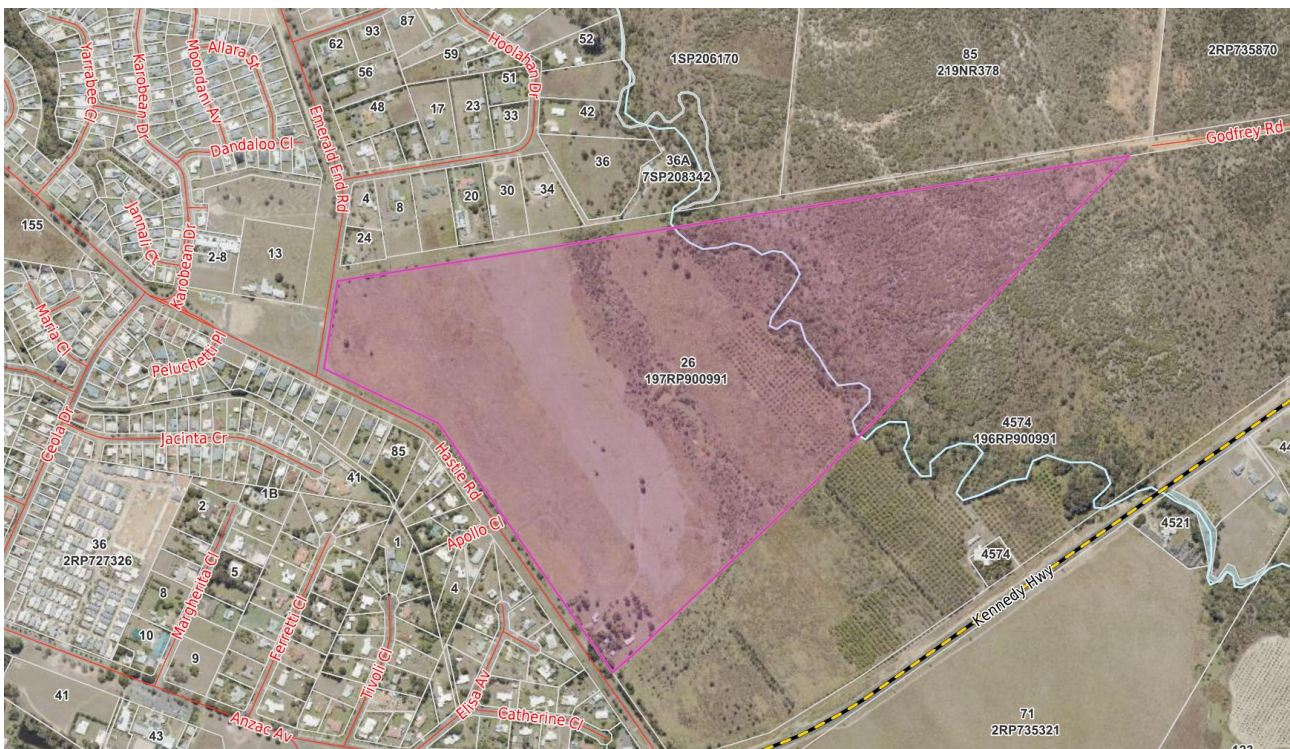 93
87
62
59
52
56
51
48
17
23
33
42
36
36A
7SP208342
1SP206170
85
219NR378
2RP735870
Godfrey Rd
Allara St
Yarrabee Cl
Karobean Dr
Moondani Av
Dandaloo Cl
Emerald End Rd
Hoolahan Dr
4
8
20
30
34
24
155
Jannali Ct
Karobean Dr
2-8
13
Maria Cl
Peluchetti Pl
Ceola Dr
26
197RP900991
Jacinta Cr
Hastie Rd
85
41
1B
2
4574
196RP900991
36
2RP727326
Margherita Cl
5
8
10
9
Ferretti Cl
1
Apollo Cl
4
4574
4521
44
Kennedy Hwy
Tivoli Cl
Elisa Av
Catherine Cl
Anzac Av
41
43
71
2RP735321